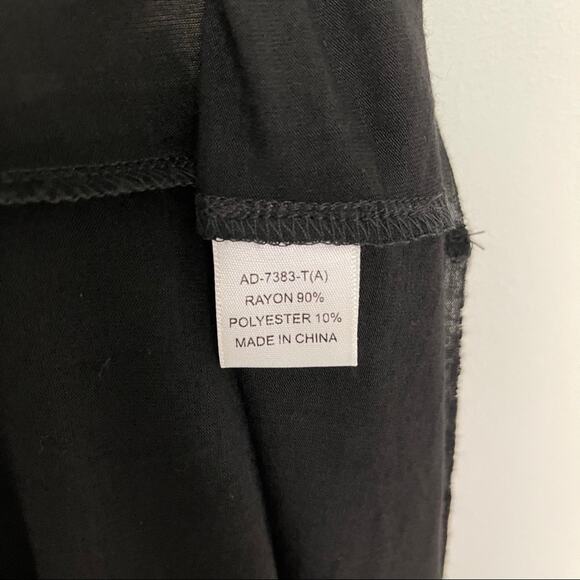 AD-7383-T(A)
RAYON 90%
POLYESTER 10%
MADE IN CHINA